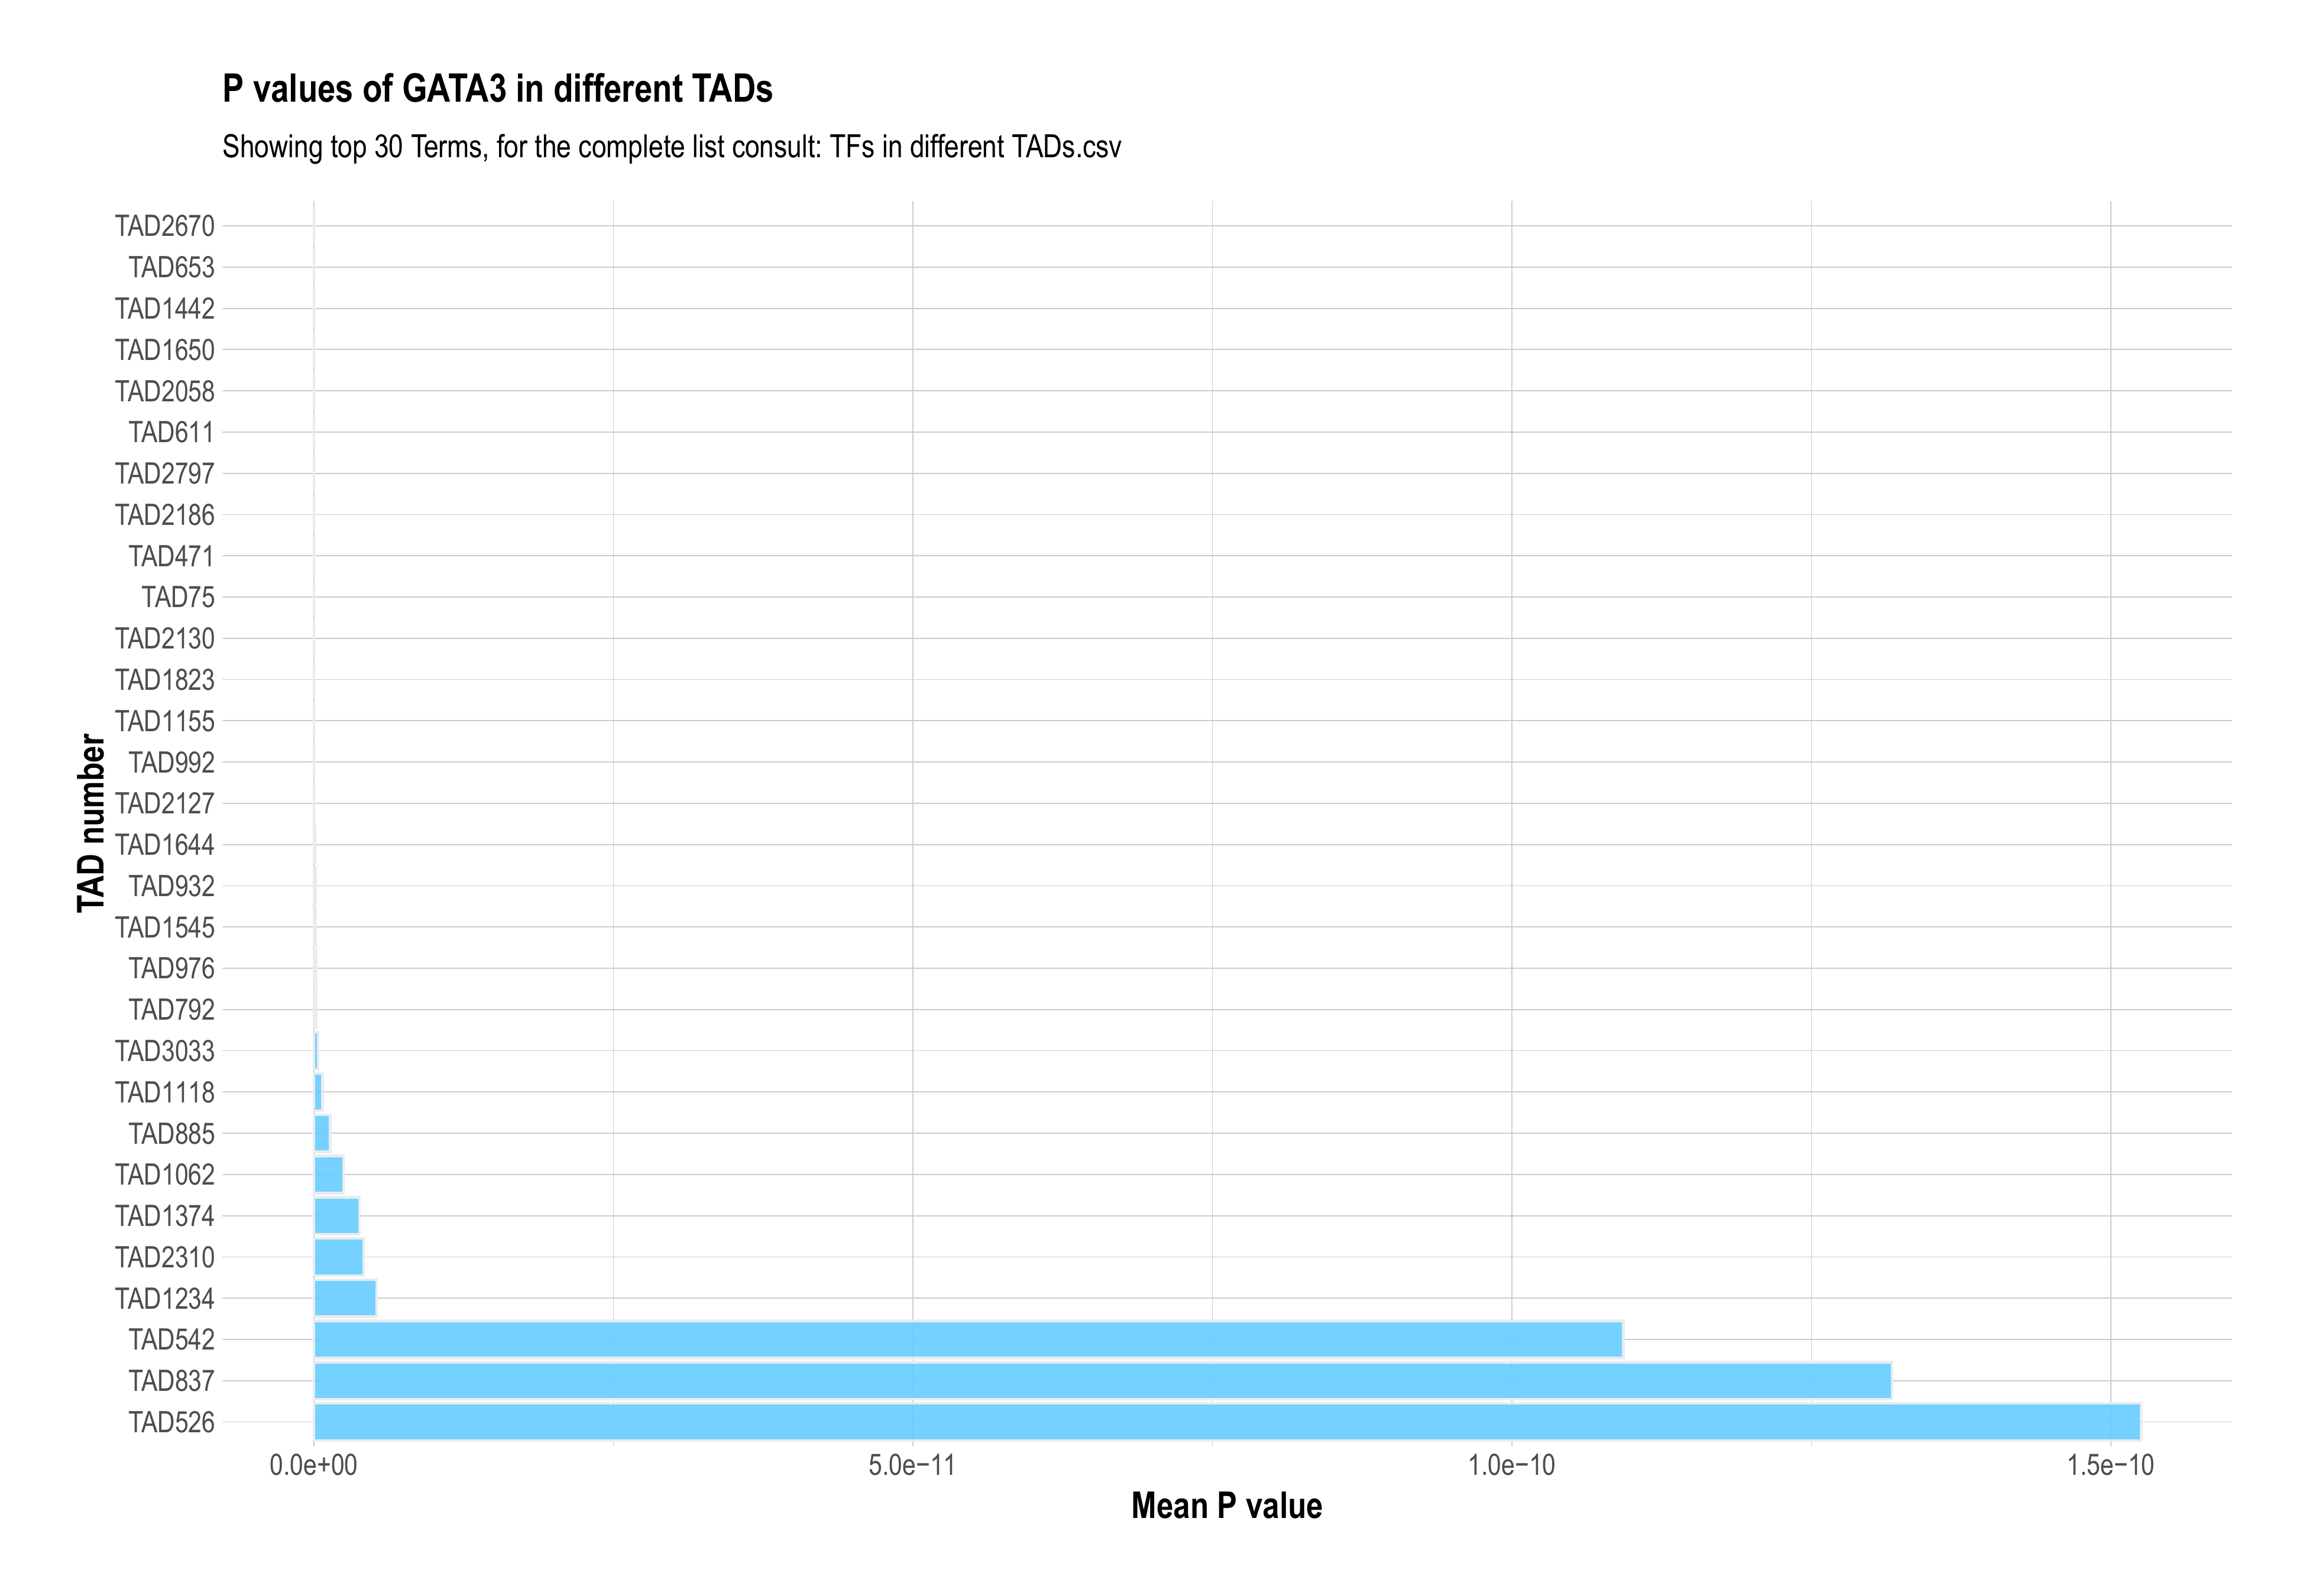 P values of GATA3 in different TADs
Showing top 30 Terms, for the complete list consult: TFs in different TADs.csv
TAD number
TAD2670
TAD653
TAD1442
TAD1650
TAD2058
TAD611
TAD2797
TAD2186
TAD471
TAD75
TAD2130
TAD1823
TAD1155
TAD992
TAD2127
TAD1644
TAD932
TAD1545
TAD976
TAD792
TAD3033
TAD1118
TAD885
TAD1062
TAD1374
TAD2310
TAD1234
TAD542
TAD837
TAD526
0.0e+00 5.0e−11 1.0e−10 1.5e−10
Mean P value